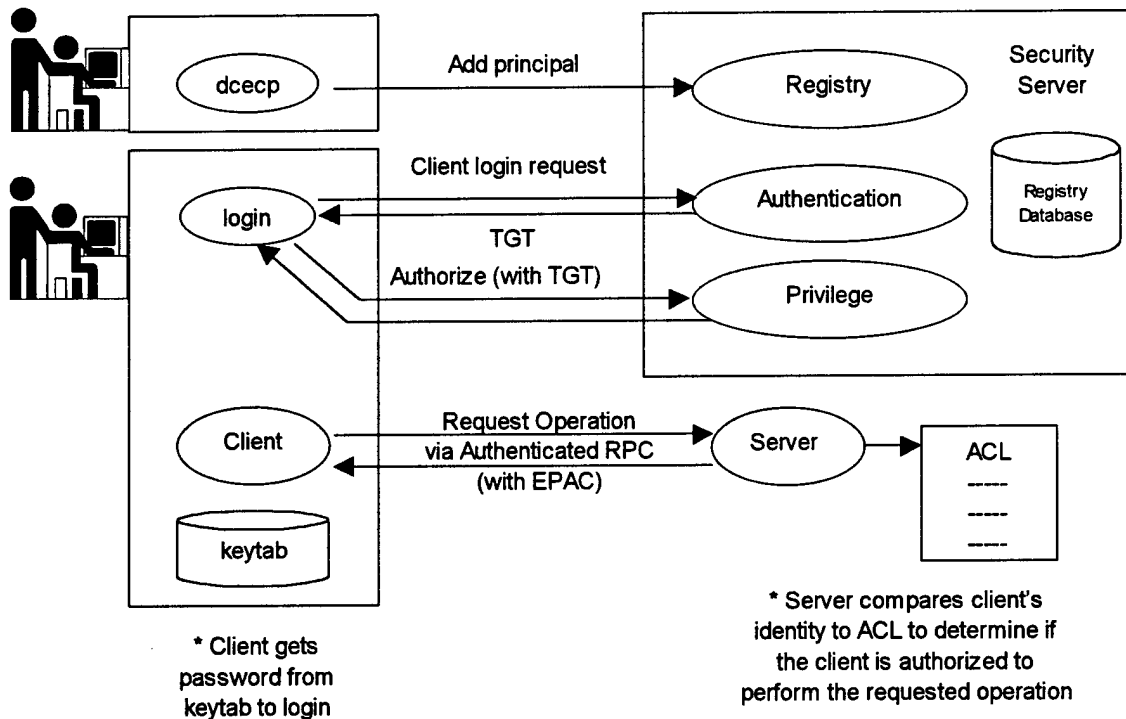 dcecp
Add principal
Registry
Security
Server
Client login request
login
Authentication
Registry
Database
TGT
Authorize (with TGT)
Privilege
Client
Request Operation
via Authenticated RPC
(with EPAC)
Server
ACL
-----
-----
-----
keytab
* Client gets
password from
keytab to login
* Server compares client's
identity to ACL to determine if
the client is authorized to
perform the requested operation